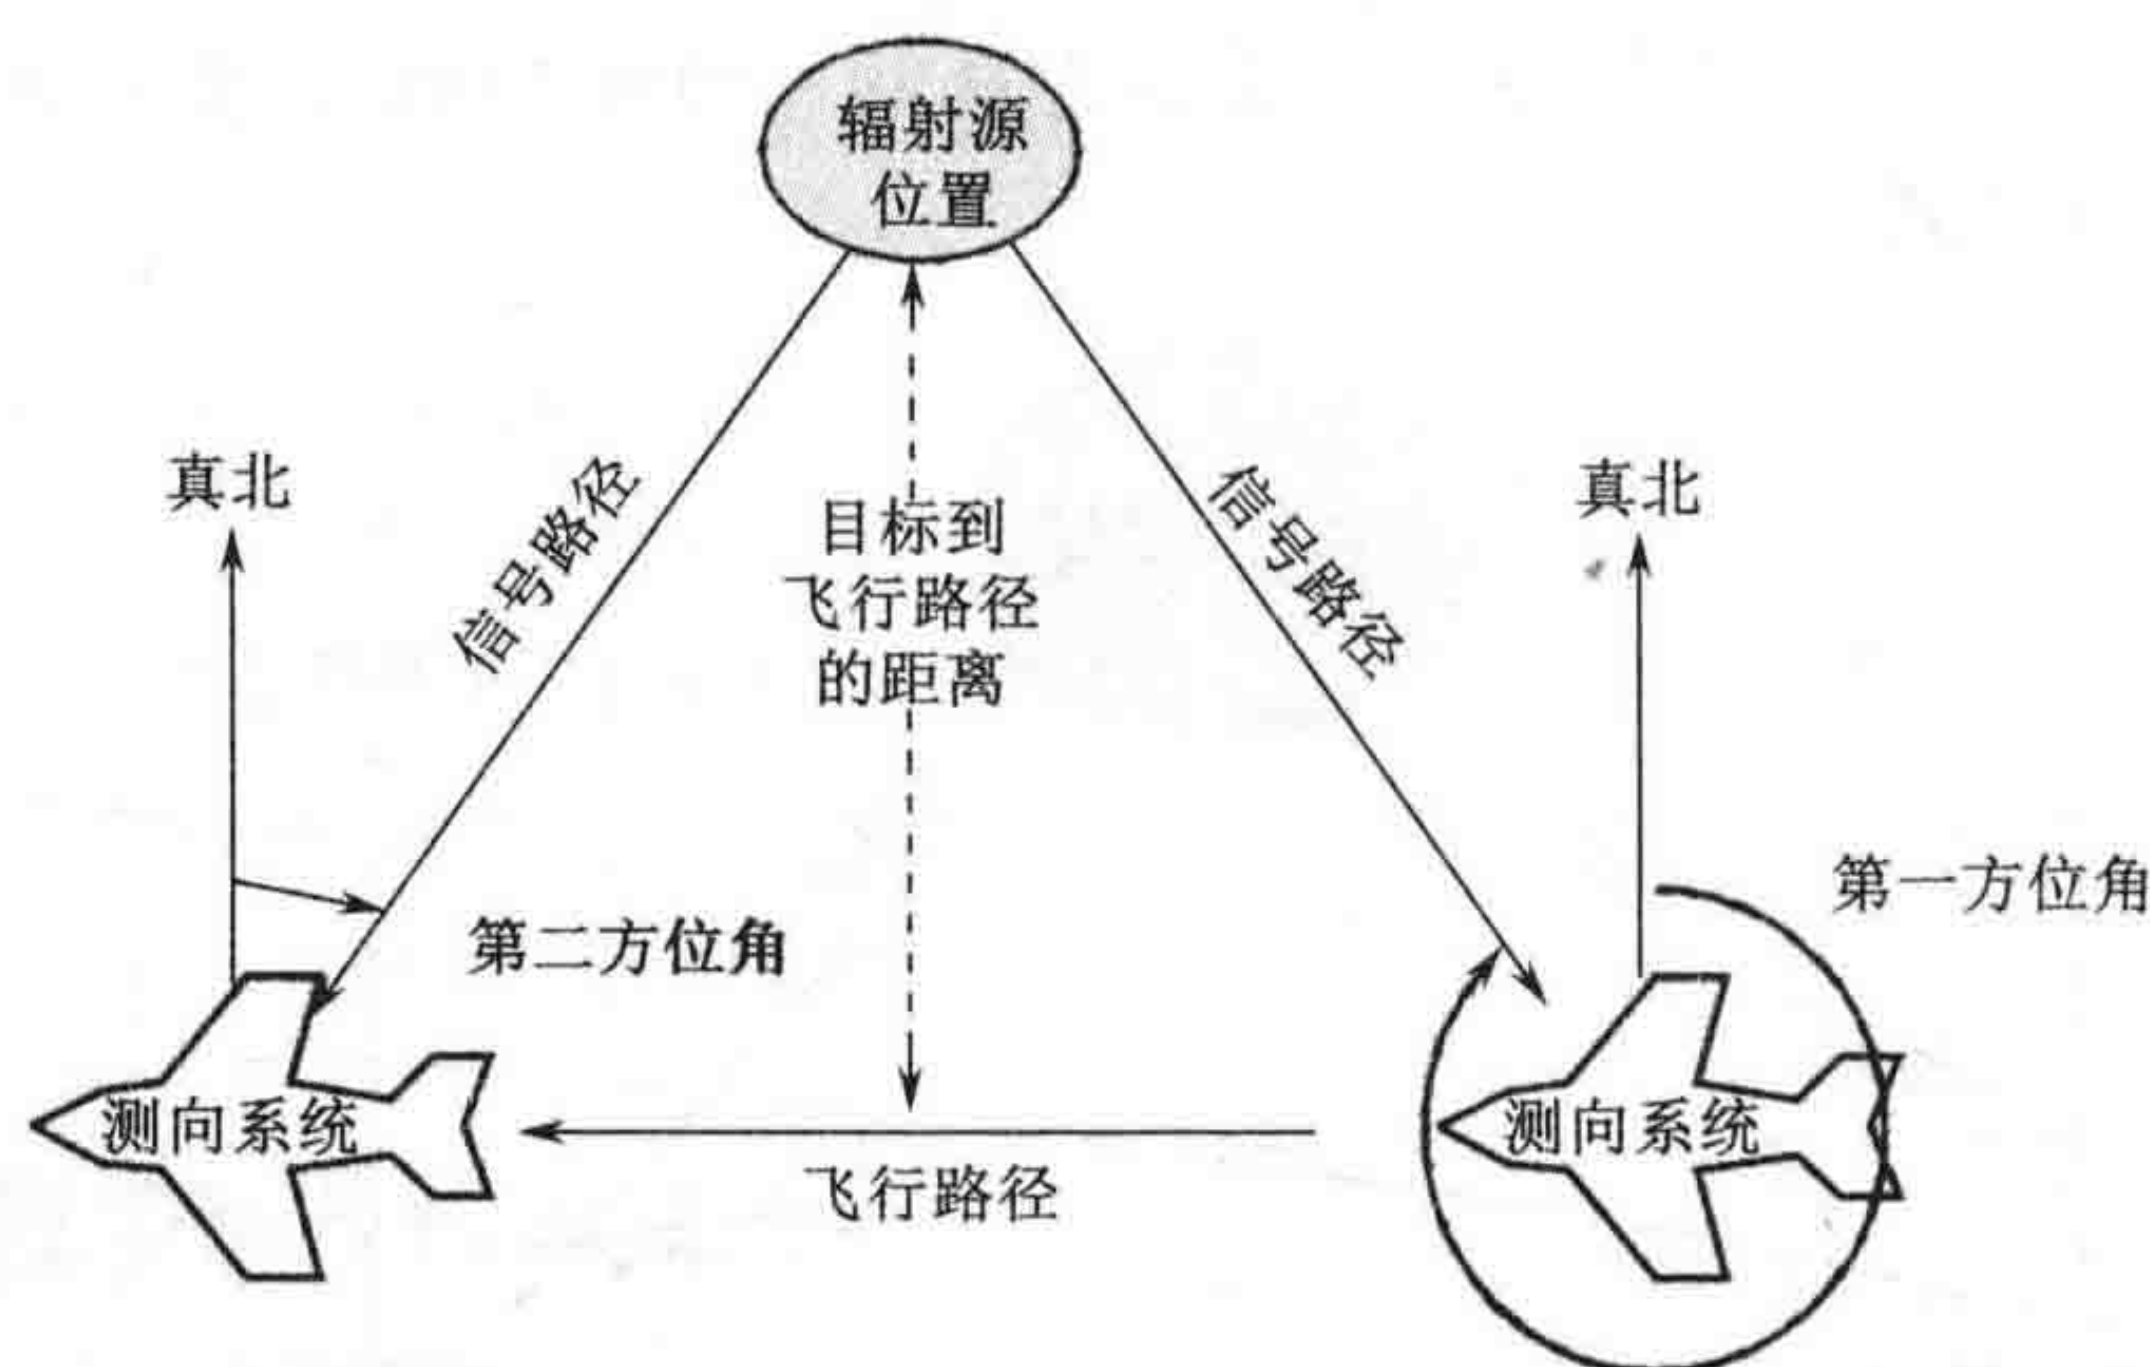 辐射源
位置
真北
真北
信号路径
信号路径
目标到
飞行路径
的距离
第一方位角
第二方位角
测向系统
测向系统
飞行路径